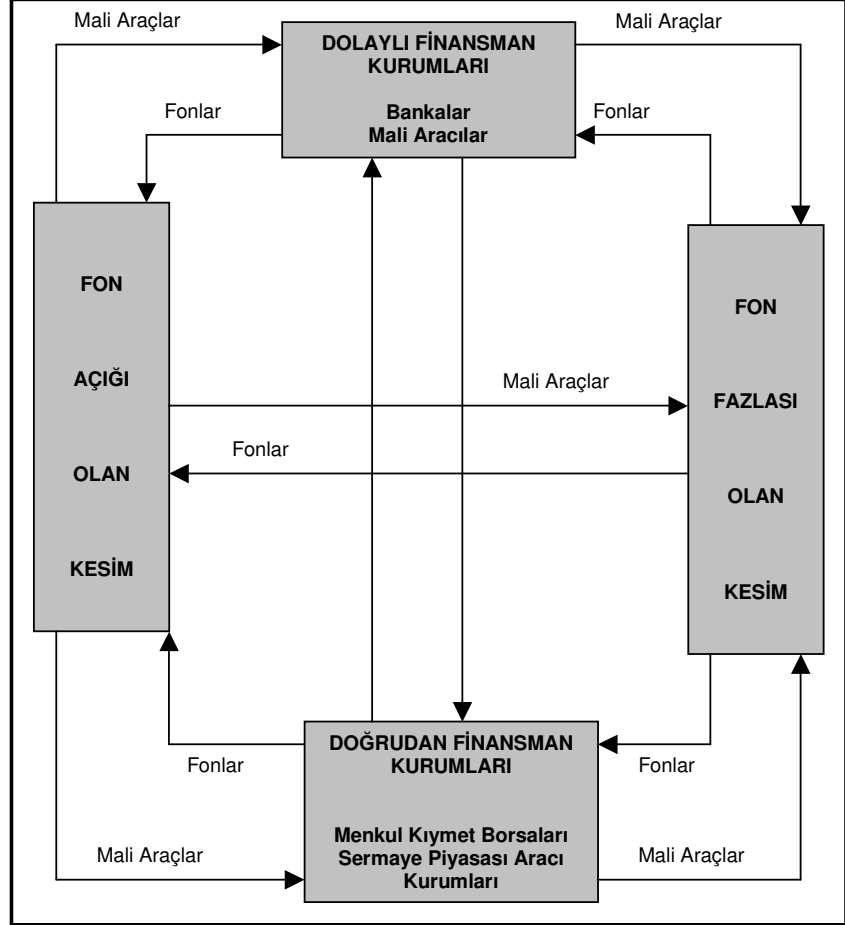 Mali Araçlar
Mali Araçlar
DOLAYLI FİNANSMAN
KURUMLARI
Bankalar
Mali Aracılar
Fonlar
Fonlar
FON
AÇIĞI
OLAN
KESİM
FON
FAZLASI
OLAN
KESİM
Mali Araçlar
Fonlar
DOĞRUDAN FİNANSMAN
KURUMLARI
Menkul Kıymet Borsaları
Sermaye Piyasası Aracı
Kurumları
Fonlar
Fonlar
Mali Araçlar
Mali Araçlar